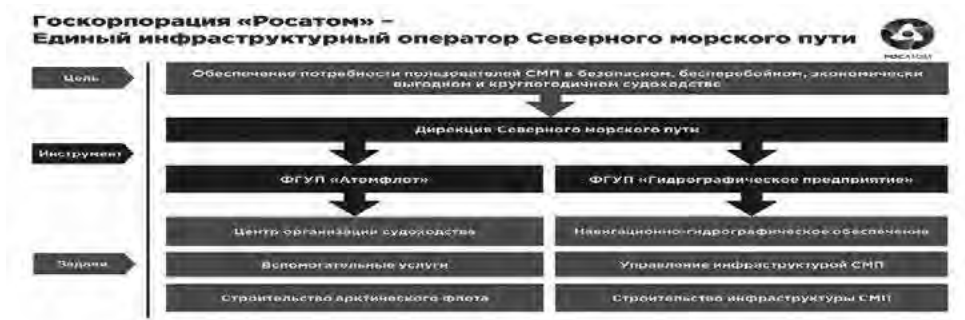 Госкорпорация «Росатом» –
Единый инфраструктурный оператор Северного морского пути
РОСАТОМ
Цель
Обеспечение потребности пользователей СМП в безопасном, бесперебойном, экономически
выгодном и круглогодичном судоходстве
Дирекция Северного морского пути
Инструмент
ФГУП «Атомфлот»
ФГУП «Гидрографическое предприятие»
Центр организации судоходства
Навигационно-гидрографическое обеспечение
Задачи
Вспомогательные услуги
Управление инфраструктурой СМП
Строительство арктического флота
Строительство инфраструктуры СМП